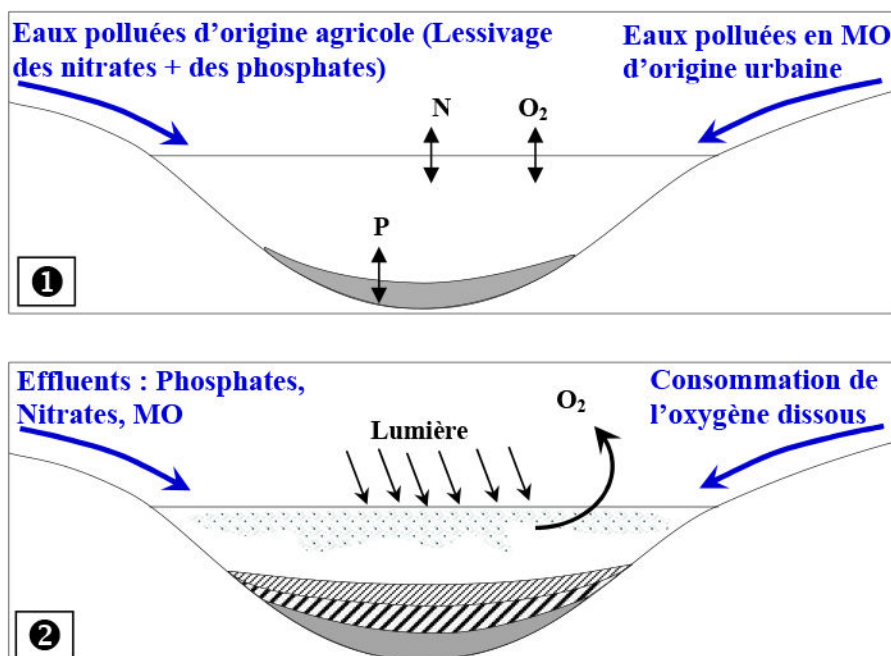 Eaux polluées d'origine agricole (Lessivage
des nitrates + des phosphates)
Eaux polluées en MO
d'origine urbaine
N
O₂
P
❶
Effluents : Phosphates,
Nitrates, MO
Consommation de
l'oxygène dissous
O₂
Lumière
❷